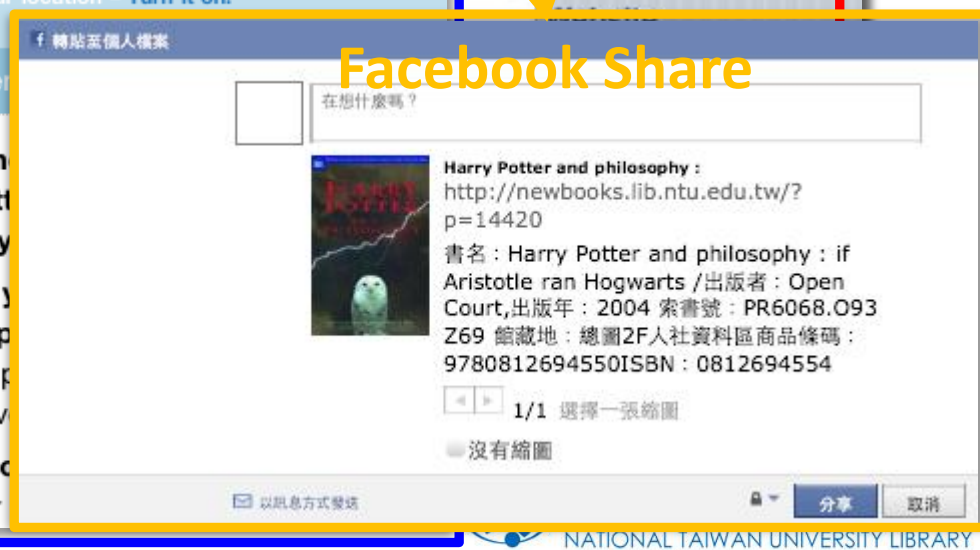 Turn it on.
轉貼至個人檔案
Facebook Share
在想什麼嗎？
HARRY
POTTER
Harry Potter and philosophy :
http://newbooks.lib.ntu.edu.tw/?
p=14420
書名：Harry Potter and philosophy : if
Aristotle ran Hogwarts /出版者：Open
Court,出版年：2004 索書號：PR6068.O93
Z69 館藏地：總圖2F人社資料區商品條碼：
9780812694550ISBN：0812694554
1/1 選擇一張縮圖
沒有縮圖
以訊息方式發送
分享 取消
NATIONAL TAIWAN UNIVERSITY LIBRARY